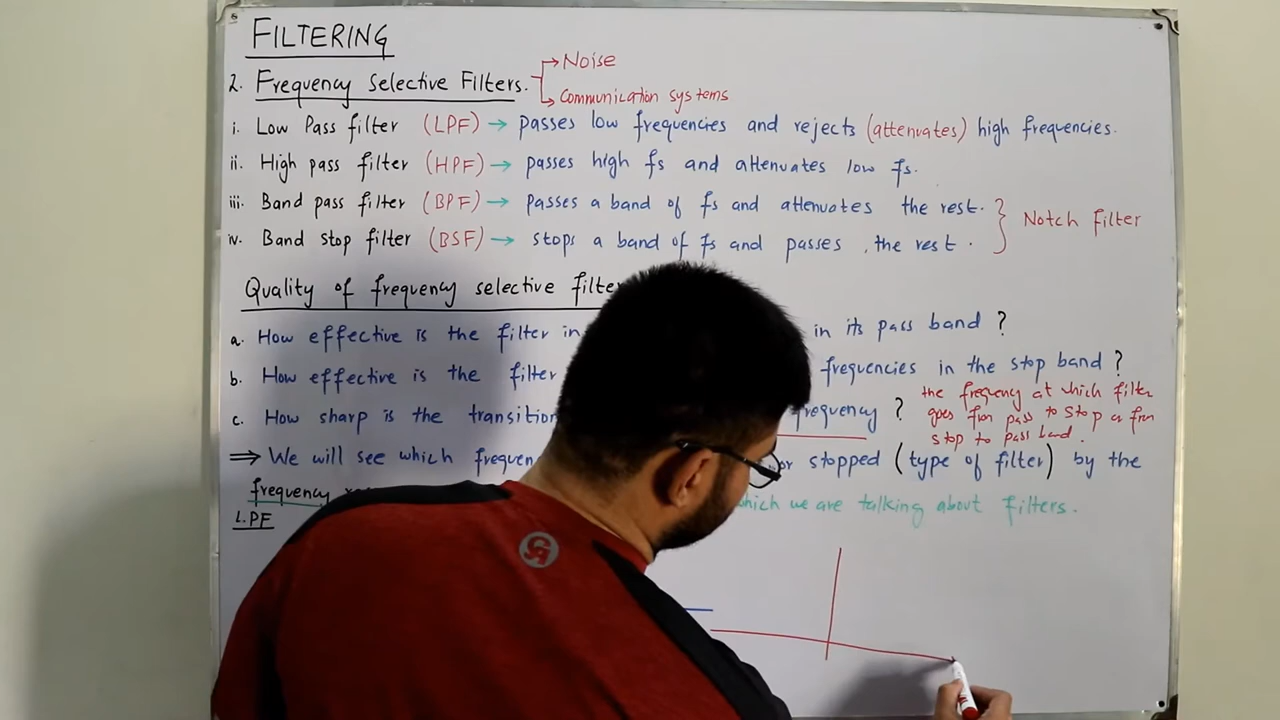 FILTERING
2. Frequency Selective Filters. → Noise
→ Communication systems
i. Low Pass filter (LPF) → passes low frequencies and rejects (attenuates) high frequencies.
ii. High pass filter (HPF) → passes high fs and attenuates low fs.
iii. Band pass filter (BPF) → passes a band of fs and attenuates the rest.
iv. Band stop filter (BSF) → stops a band of fs and passes the rest.
} Notch Filter
Quality of frequency selective filte
a. How effective is the filter in in its pass band?
b. How effective is the filter frequencies in the stop band?
c. How sharp is the transition frequency ?
the frequency at which filter
goes from pass to stop or from
stop to pass band.
⇒ We will see which frequen or stopped (type of filter) by the
frequency which we are talking about filters.
LPF